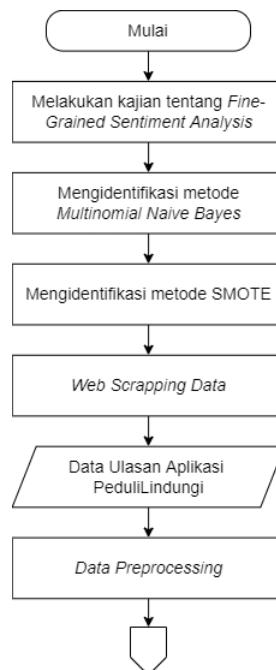 Mulai
Melakukan kajian tentang Fine-
Grained Sentiment Analysis
Mengidentifikasi metode
Multinomial Naive Bayes
Mengidentifikasi metode SMOTE
Web Scrapping Data
Data Ulasan Aplikasi
PeduliLindungi
Data Preprocessing